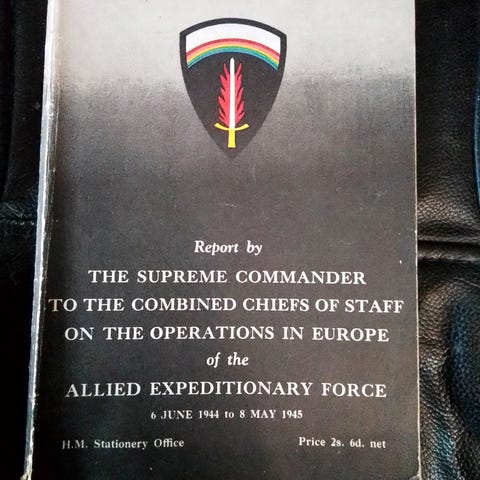 Report by
THE SUPREME COMMANDER
TO THE COMBINED CHIEFS OF STAFF
ON THE OPERATIONS IN EUROPE
of the
ALLIED EXPEDITIONARY FORCE
6 JUNE 1944 to 8 MAY 1945
H.M. Stationery Office Price 2s. 6d. net